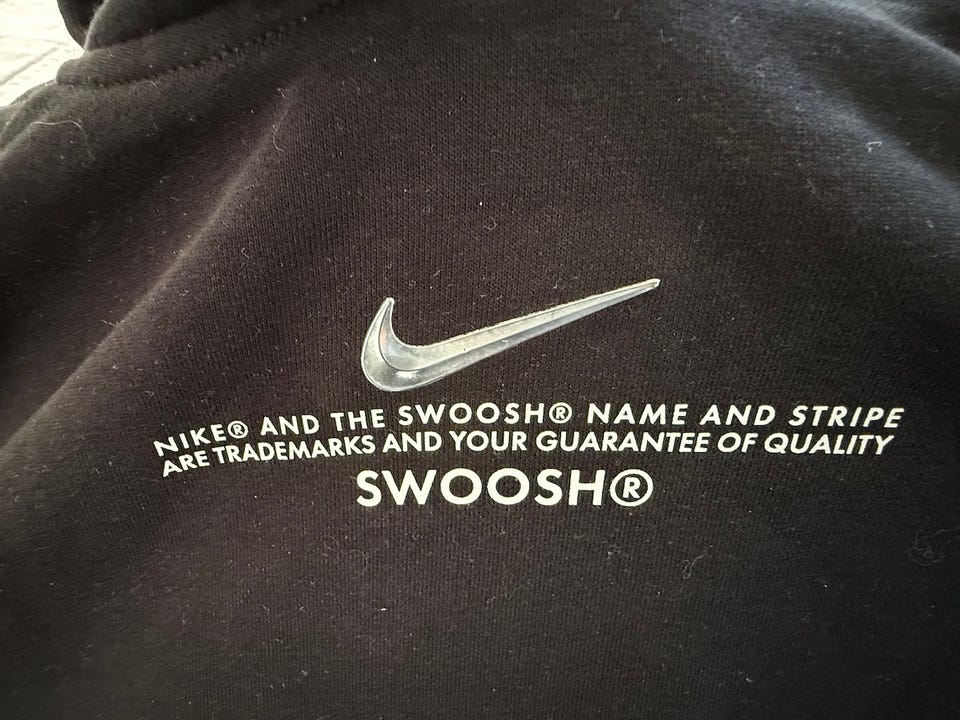 NIKE® AND THE SWOOSH® NAME AND STRIPE
ARE TRADEMARKS AND YOUR GUARANTEE OF QUALITY
SWOOSH®